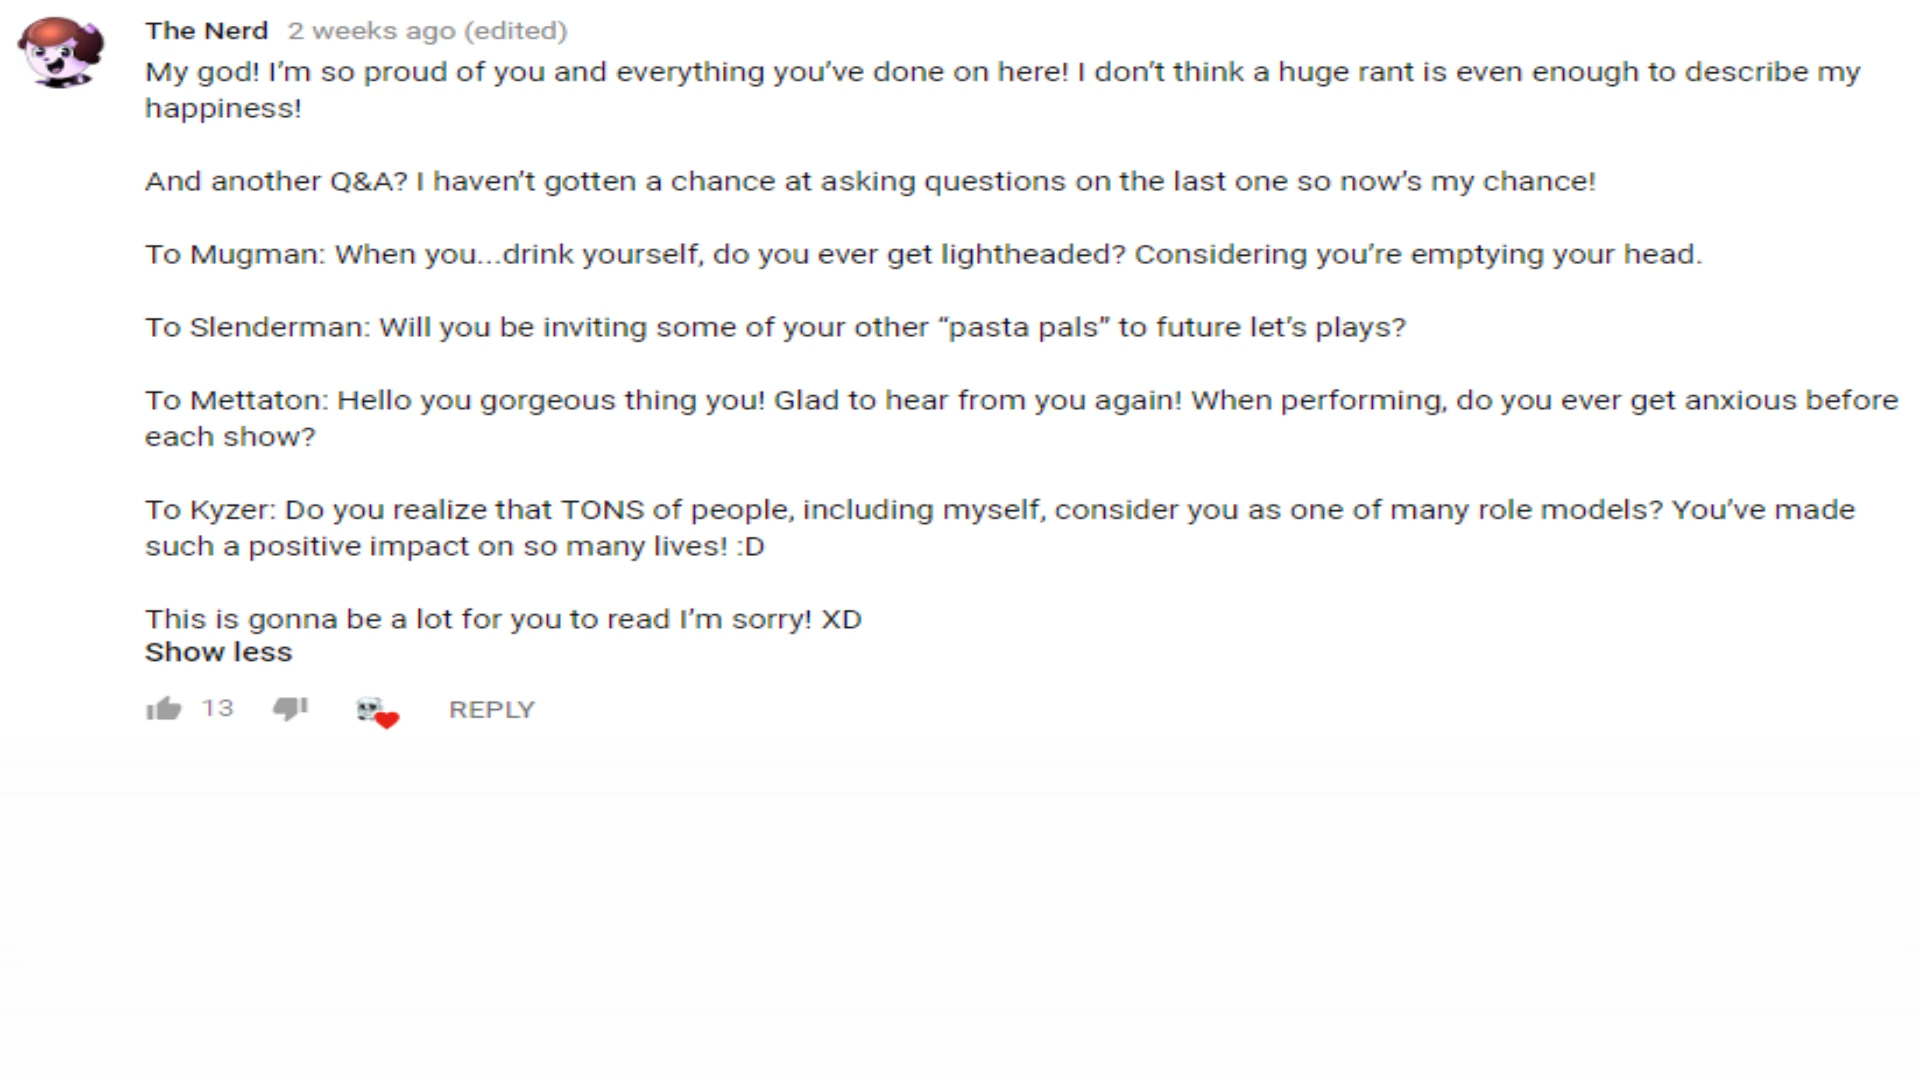 The Nerd 2 weeks ago (edited)
My god! I’m so proud of you and everything you’ve done on here! I don’t think a huge rant is even enough to describe my
happiness!
And another Q&A? I haven’t gotten a chance at asking questions on the last one so now’s my chance!
To Mugman: When you...drink yourself, do you ever get lightheaded? Considering you’re emptying your head.
To Slenderman: Will you be inviting some of your other “pasta pals” to future let’s plays?
To Mettaton: Hello you gorgeous thing you! Glad to hear from you again! When performing, do you ever get anxious before
each show?
To Kyzer: Do you realize that TONS of people, including myself, consider you as one of many role models? You’ve made
such a positive impact on so many lives! :D
This is gonna be a lot for you to read I’m sorry! XD
Show less
13 REPLY